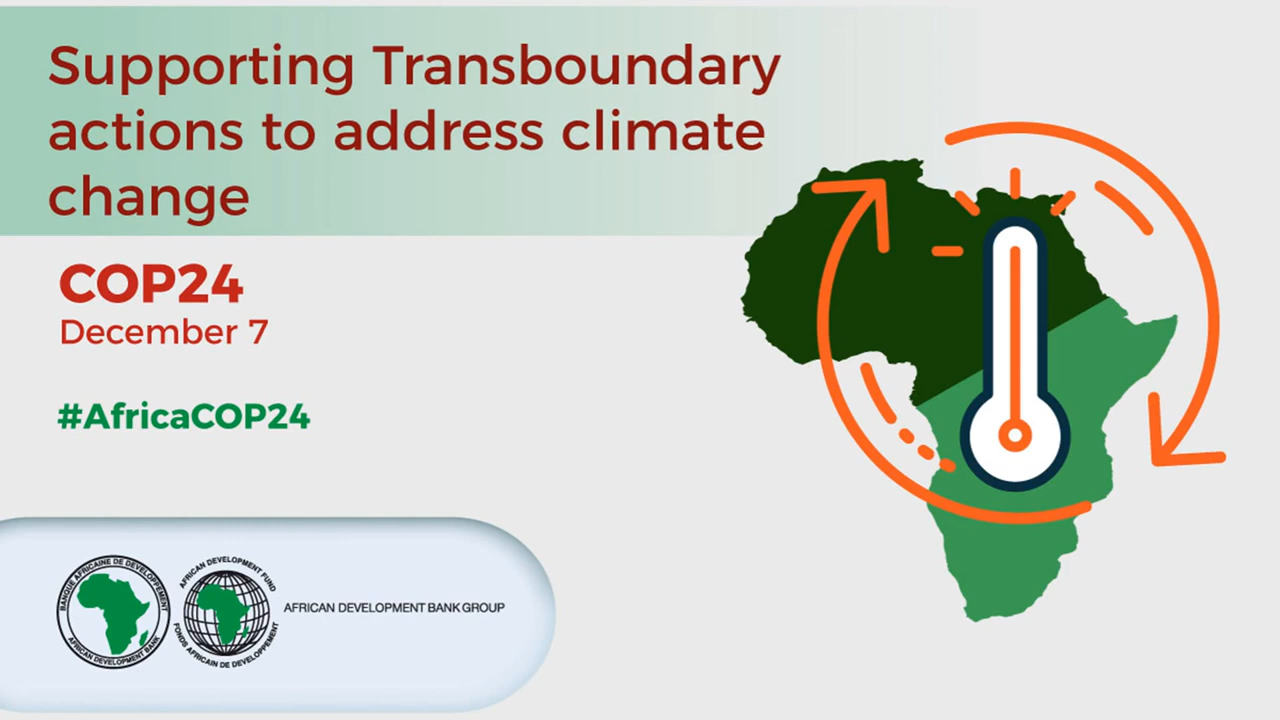 Supporting Transboundary
actions to address climate
change
COP24
December 7
#AfricaCOP24
BANQUE AFRICAINE DE DEVELOPPEMENT
AFRICAN DEVELOPMENT BANK
AFRICAN DEVELOPMENT FUND
FONDS AFRICAIN DE DEVELOPPEMENT
AFRICAN DEVELOPMENT BANK GROUP